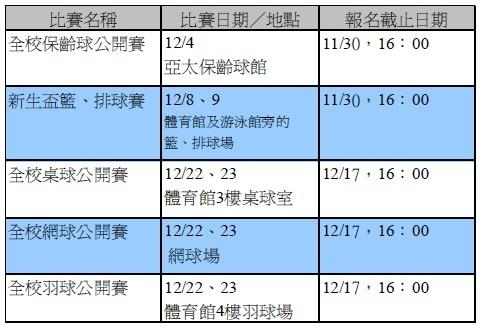 比賽名稱 比賽日期／地點 報名截止日期
全校保齡球公開賽 12/4 11/30，16：00
亞太保齡球館
新生盃籃、排球賽 12/8、9 11/30，16：00
體育館及游泳館旁的
籃、排球場
全校桌球公開賽 12/22、23 12/17，16：00
體育館3樓桌球室
全校網球公開賽 12/22、23 12/17，16：00
網球場
全校羽球公開賽 12/22、23 12/17，16：00
體育館4樓羽球場